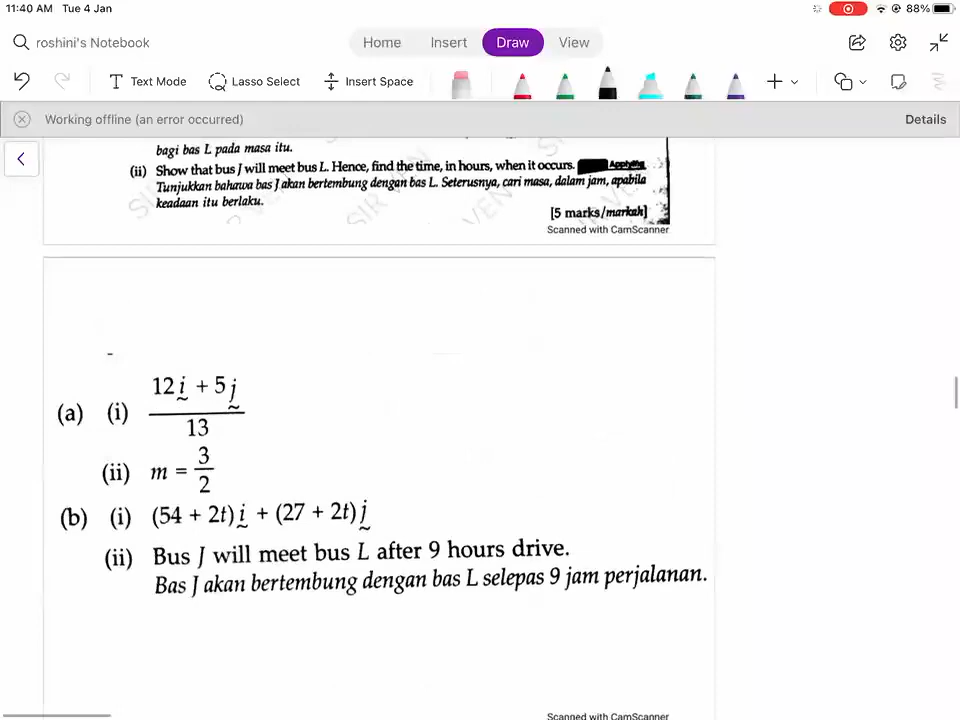 11:40 AM Tue 4 Jan
88%
roshini's Notebook
Home Insert Draw View
Text Mode Lasso Select Insert Space
Working offline (an error occurred) Details
bagi bas L pada masa itu.
(ii) Show that bus J will meet bus L. Hence, find the time, in hours, when it occurs. Applying
Tunjukkan bahawa bas J akan bertembung dengan bas L. Seterusnya, cari masa, dalam jam, apabila
keadaan itu berlaku.
[5 marks/markah]
Scanned with CamScanner
(a) (i) 12i + 5j
13
(ii) m = 3
2
(b) (i) (54 + 2t)i + (27 + 2t)j
(ii) Bus J will meet bus L after 9 hours drive.
Bas J akan bertembung dengan bas L selepas 9 jam perjalanan.
Scanned with CamScanner